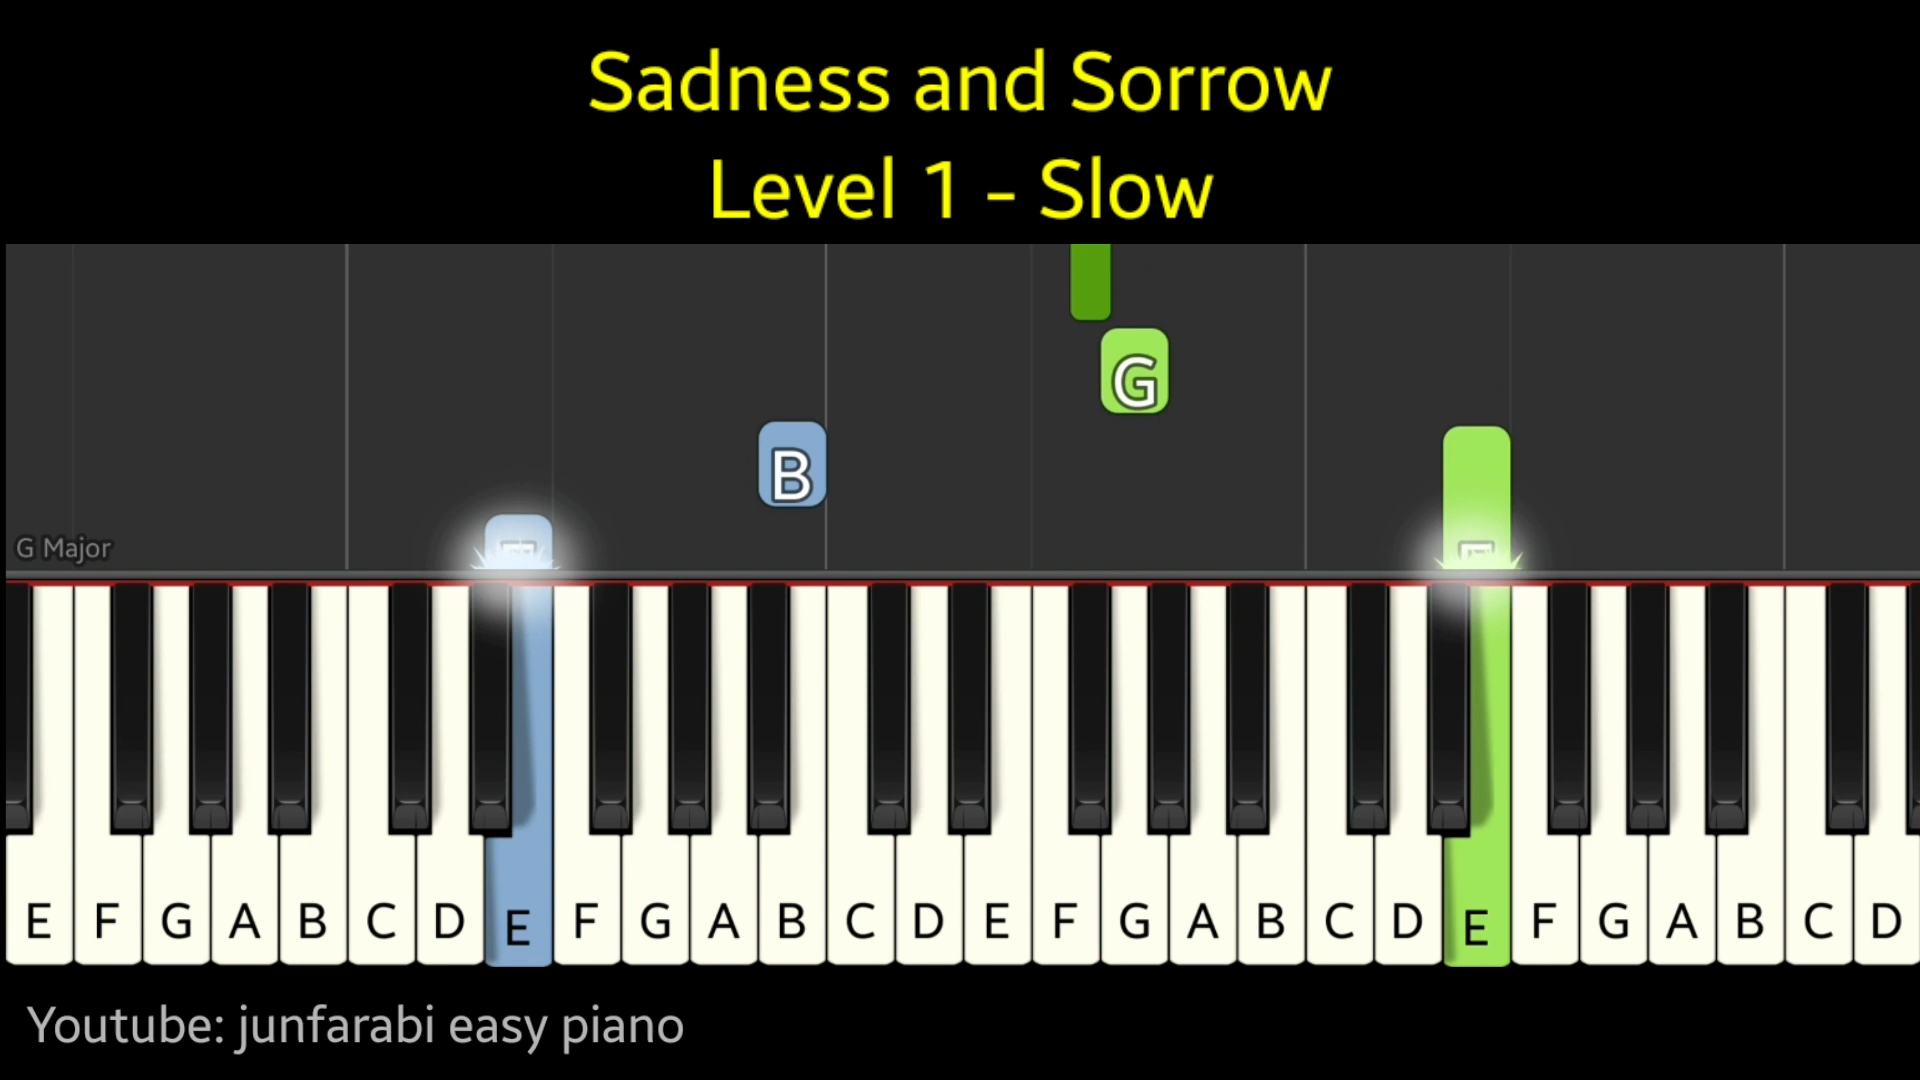 Sadness and Sorrow
Level 1 - Slow
G
B
G Major
E F G A B C D E F G A B C D E F G A B C D E F G A B C D
Youtube: junfarabi easy piano